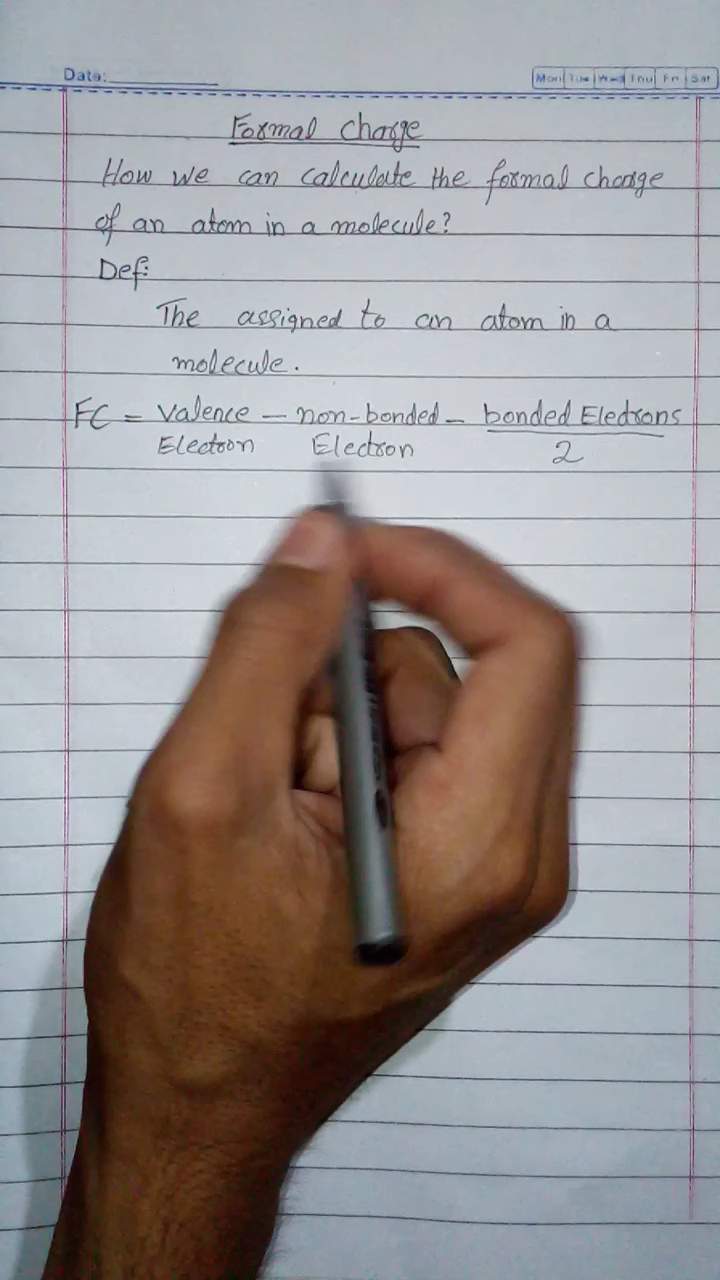 Date:
Mon Tue Wed Thu Fri Sat
Formal Charge
How we can calculate the formal charge
of an atom in a molecule?
Def:
The assigned to an atom in a
molecule.
FC = Valence - non-bonded - bonded Electrons
Electron Electron 2